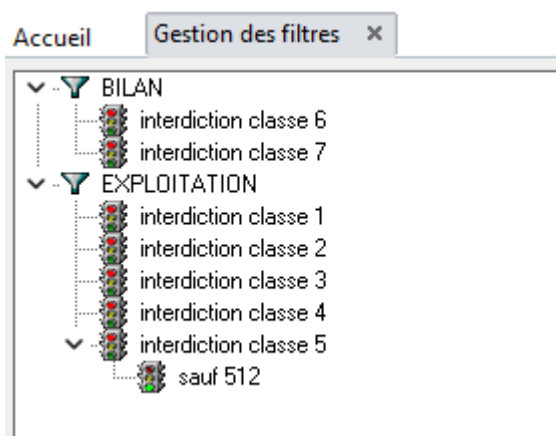 Accueil Gestion des filtres
BILAN
interdiction classe 6
interdiction classe 7
EXPLOITATION
interdiction classe 1
interdiction classe 2
interdiction classe 3
interdiction classe 4
interdiction classe 5
sauf 512